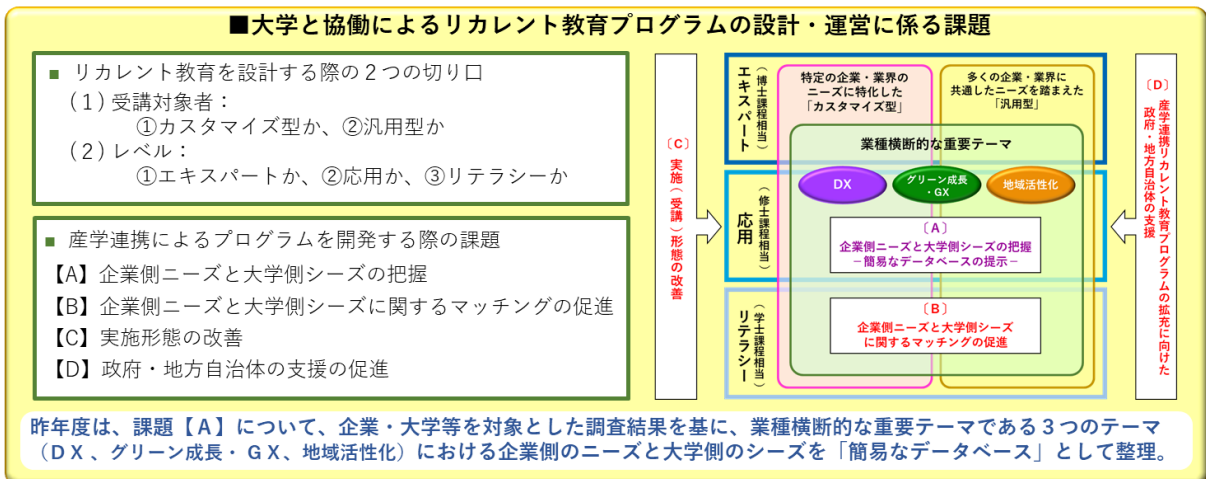 ■大学と協働によるリカレント教育プログラムの設計・運営に係る課題
■ リカレント教育を設計する際の２つの切り口
（１）受講対象者：
①カスタマイズ型か、②汎用型か
（２）レベル：
①エキスパートか、②応用か、③リテラシーか
■ 産学連携によるプログラムを開発する際の課題
【A】企業側ニーズと大学側シーズの把握
【B】企業側ニーズと大学側シーズに関するマッチングの促進
【C】実施形態の改善
【D】政府・地方自治体の支援の促進
〔C〕実施（受講）形態の改善
エキスパート
（博士課程相当）
特定の企業・業界の
ニーズに特化した
「カスタマイズ型」
多くの企業・業界に
共通したニーズを踏まえた
「汎用型」
業種横断的な重要テーマ
DX
グリーン成長
・GX
地域活性化
応用
（修士課程相当）
〔A〕
企業側ニーズと大学側シーズの把握
－簡易なデータベースの提示－
リテラシー
（学士課程相当）
〔B〕
企業側ニーズと大学側シーズ
に関するマッチングの促進
〔D〕産学連携リカレント教育プログラムの拡充に向けた
政府・地方自治体の支援
昨年度は、課題【A】について、企業・大学等を対象とした調査結果を基に、業種横断的な重要テーマである３つのテーマ
（ＤＸ、グリーン成長・ＧＸ、地域活性化）における企業側のニーズと大学側のシーズを「簡易なデータベース」として整理。